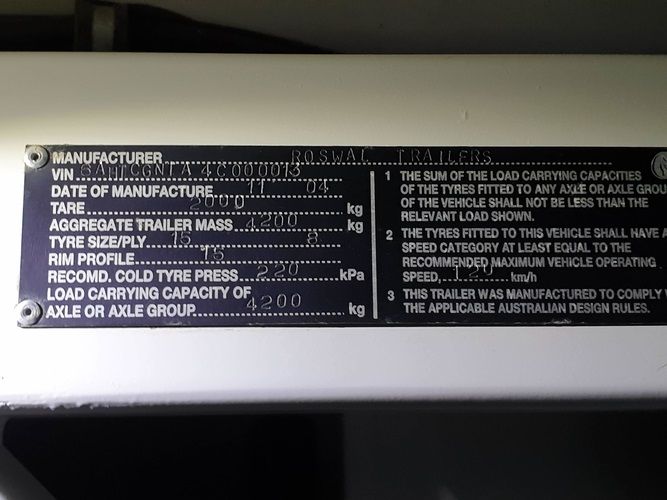 MANUFACTURER ROSWAL TRAILERS
VIN 6AHTCGNTA4C000013
DATE OF MANUFACTURE 11 04
TARE 2000 kg
AGGREGATE TRAILER MASS 4200 kg
TYRE SIZE/PLY 15 8
RIM PROFILE 15
RECOMD. COLD TYRE PRESS 220 kPa
LOAD CARRYING CAPACITY OF
AXLE OR AXLE GROUP 4200 kg
1 THE SUM OF THE LOAD CARRYING CAPACITIES
OF THE TYRES FITTED TO ANY AXLE OR AXLE GROU
OF THE VEHICLE SHALL NOT BE LESS THAN THE
RELEVANT LOAD SHOWN.
2 THE TYRES FITTED TO THIS VEHICLE SHALL HAVE A
SPEED CATEGORY AT LEAST EQUAL TO THE
RECOMMENDED MAXIMUM VEHICLE OPERATING
SPEED, 120 km/h
3 THIS TRAILER WAS MANUFACTURED TO COMPLY
THE APPLICABLE AUSTRALIAN DESIGN RULES.